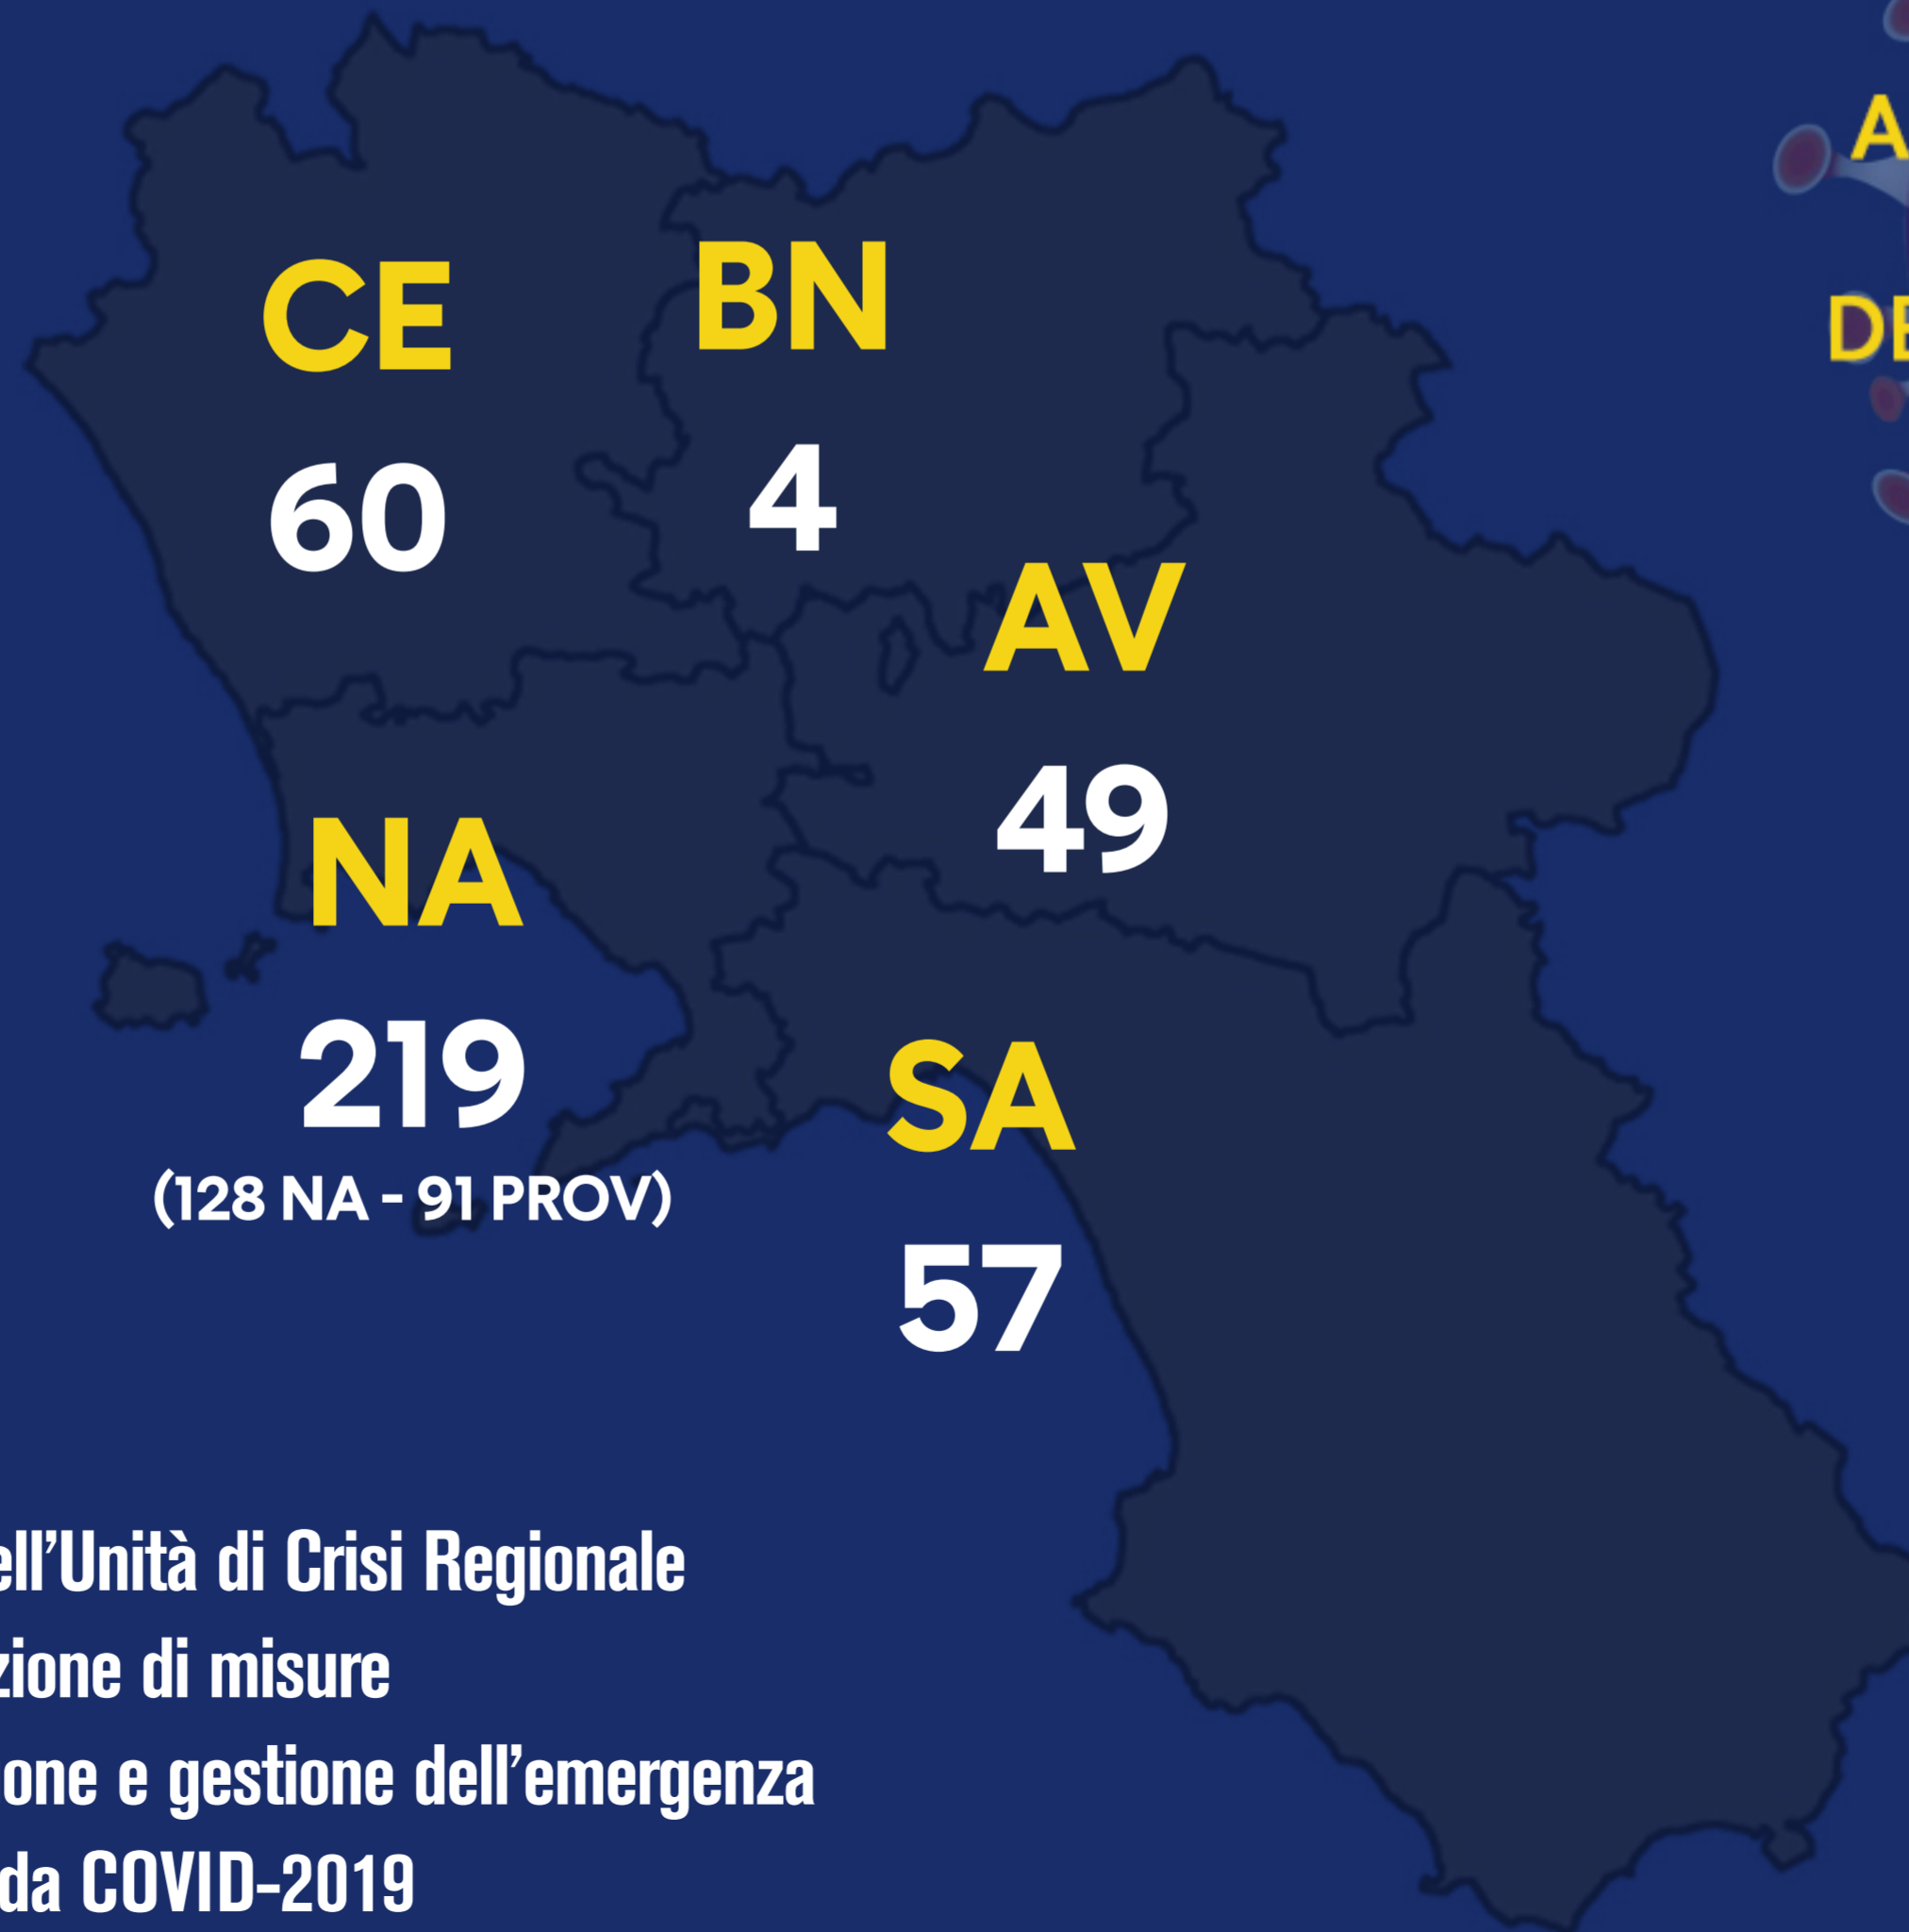 CE
60
BN
4
AV
49
NA
219
(128 NA - 91 PROV)
SA
57
ell'Unità di Crisi Regionale
zione di misure
one e gestione dell'emergenza
da COVID-2019
A
DE